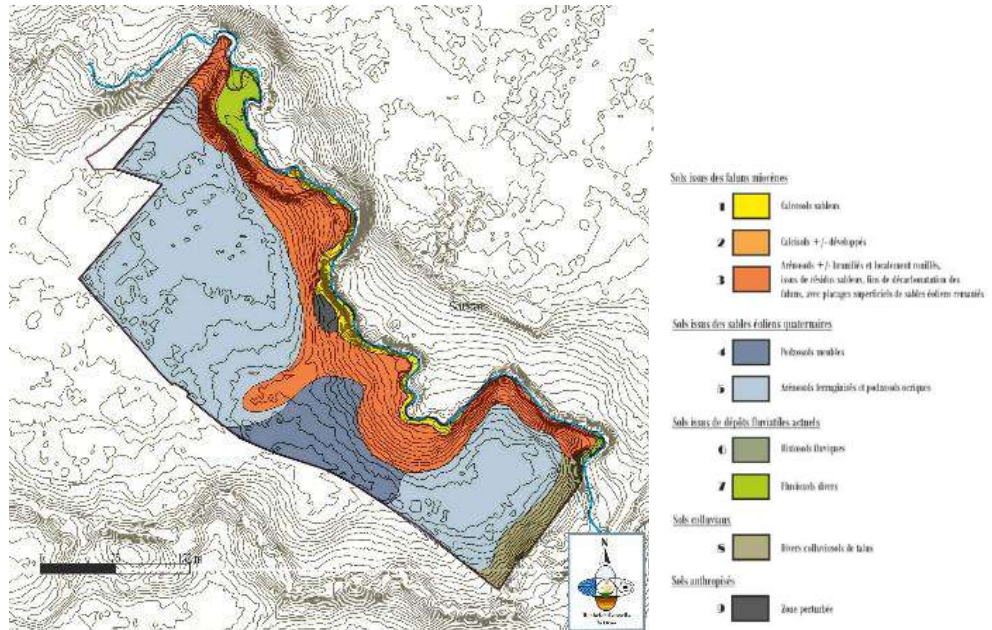 Sols issus des faluns miocènes
1 Calcosols sableux
2 Calcisols +/- développés
3 Arénosols +/- brunifiés et localement rouillés,
issus de résidus sableux, fins de décarbonatation des
faluns, avec placages superficiels de sables éoliens remaniés
Sols issus des sables éoliens quaternaires
4 Podzosols meubles
5 Arénosols ferruginisés et podzosols ocriques
Sols issus de dépôts fluviatiles actuels
6 Histosols fluviques
7 Fluviosols divers
Sols colluviaux
8 Divers colluviosols de talus
Sols anthropisés
9 Zone perturbée
N